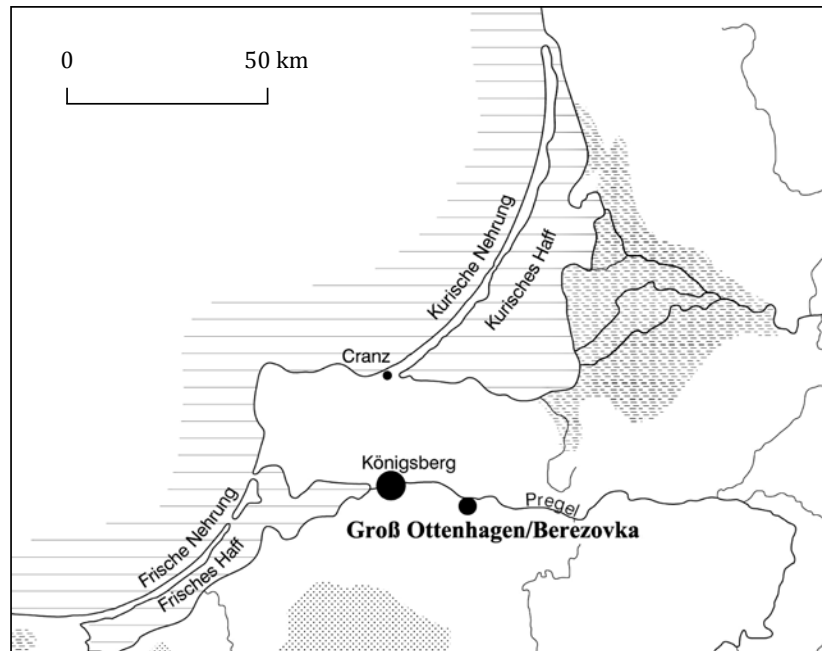 0 50 km
Kurische Nehrung
Kurisches Haff
Cranz
Königsberg
Pregel
Groß Ottenhagen/Berezovka
Frische Nehrung
Frisches Haff